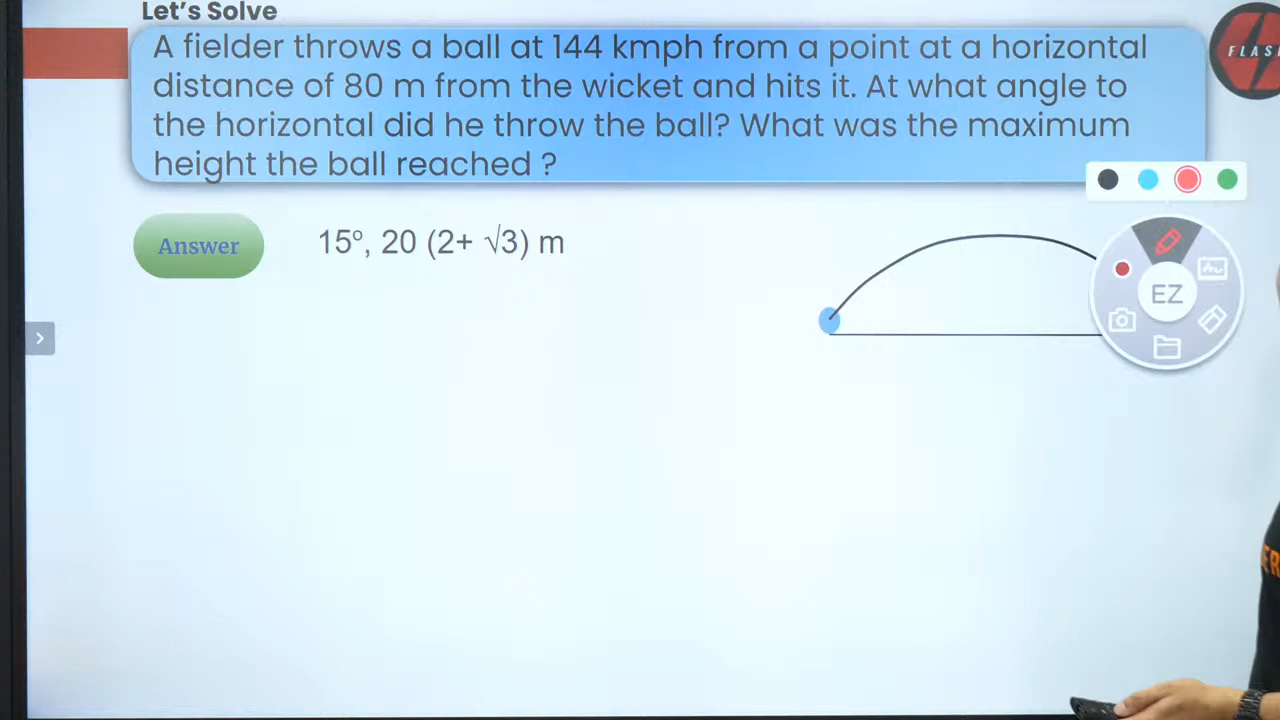 Let's Solve
A fielder throws a ball at 144 kmph from a point at a horizontal
distance of 80 m from the wicket and hits it. At what angle to
the horizontal did he throw the ball? What was the maximum
height the ball reached ?
FLASH
Answer
15º, 20 (2+ √3) m
EZ